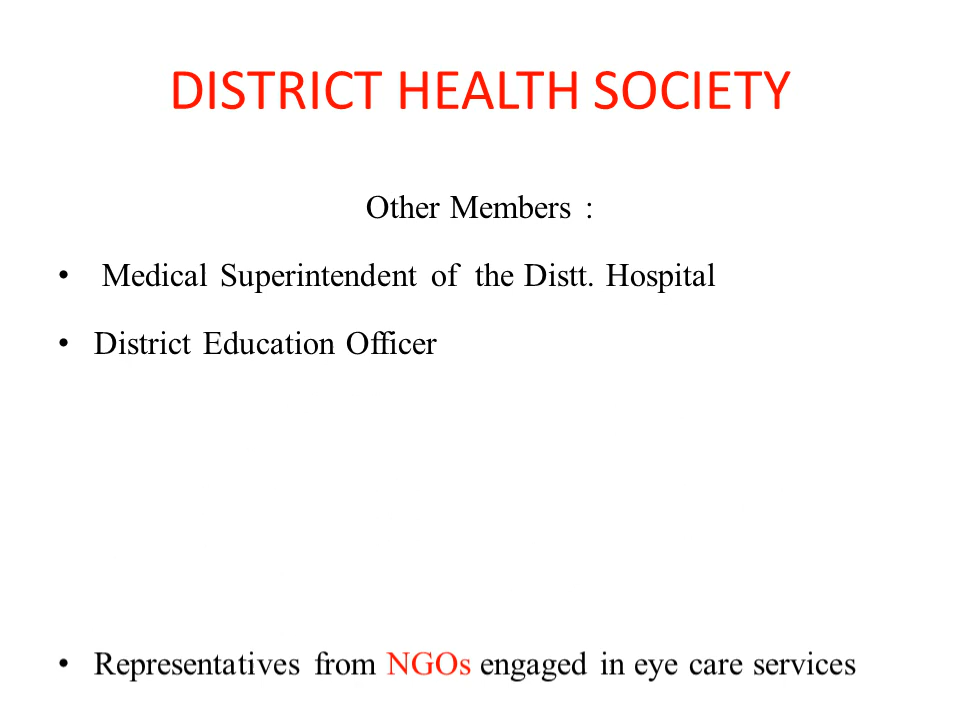 DISTRICT HEALTH SOCIETY
Other Members :
• Medical Superintendent of the Distt. Hospital
• District Education Officer
• Representatives from NGOs engaged in eye care services